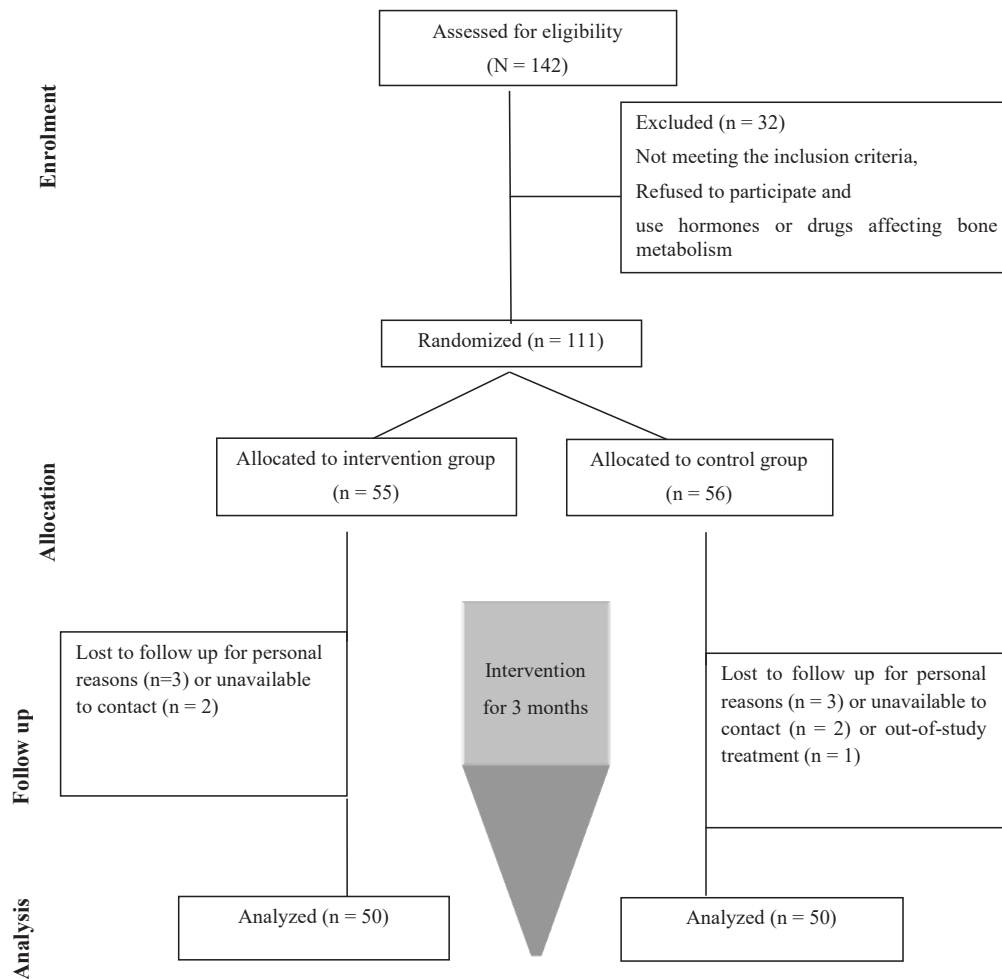 Enrolment
Assessed for eligibility
(N = 142)
Excluded (n = 32)
Not meeting the inclusion criteria,
Refused to participate and
use hormones or drugs affecting bone
metabolism
Randomized (n = 111)
Allocation
Allocated to intervention group
(n = 55)
Allocated to control group
(n = 56)
Follow up
Lost to follow up for personal
reasons (n=3) or unavailable
to contact (n = 2)
Intervention
for 3 months
Lost to follow up for personal
reasons (n = 3) or unavailable to
contact (n = 2) or out-of-study
treatment (n = 1)
Analysis
Analyzed (n = 50)
Analyzed (n = 50)